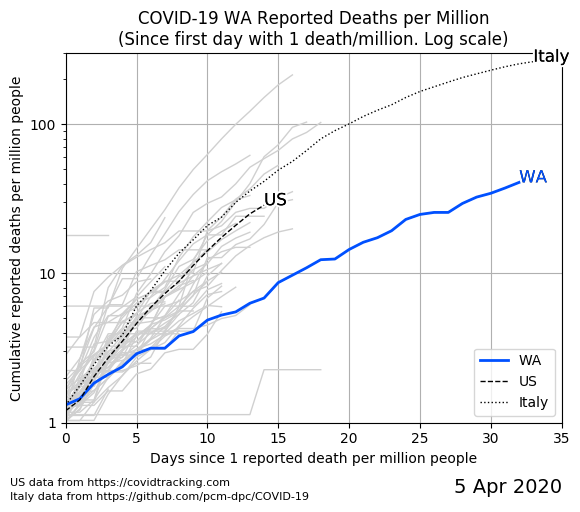 COVID-19 WA Reported Deaths per Million
(Since first day with 1 death/million. Log scale)
Cumulative reported deaths per million people
100
10
1
Italy
WA
US
WA
US
Italy
0 5 10 15 20 25 30 35
Days since 1 reported death per million people
US data from https://covidtracking.com
Italy data from https://github.com/pcm-dpc/COVID-19
5 Apr 2020